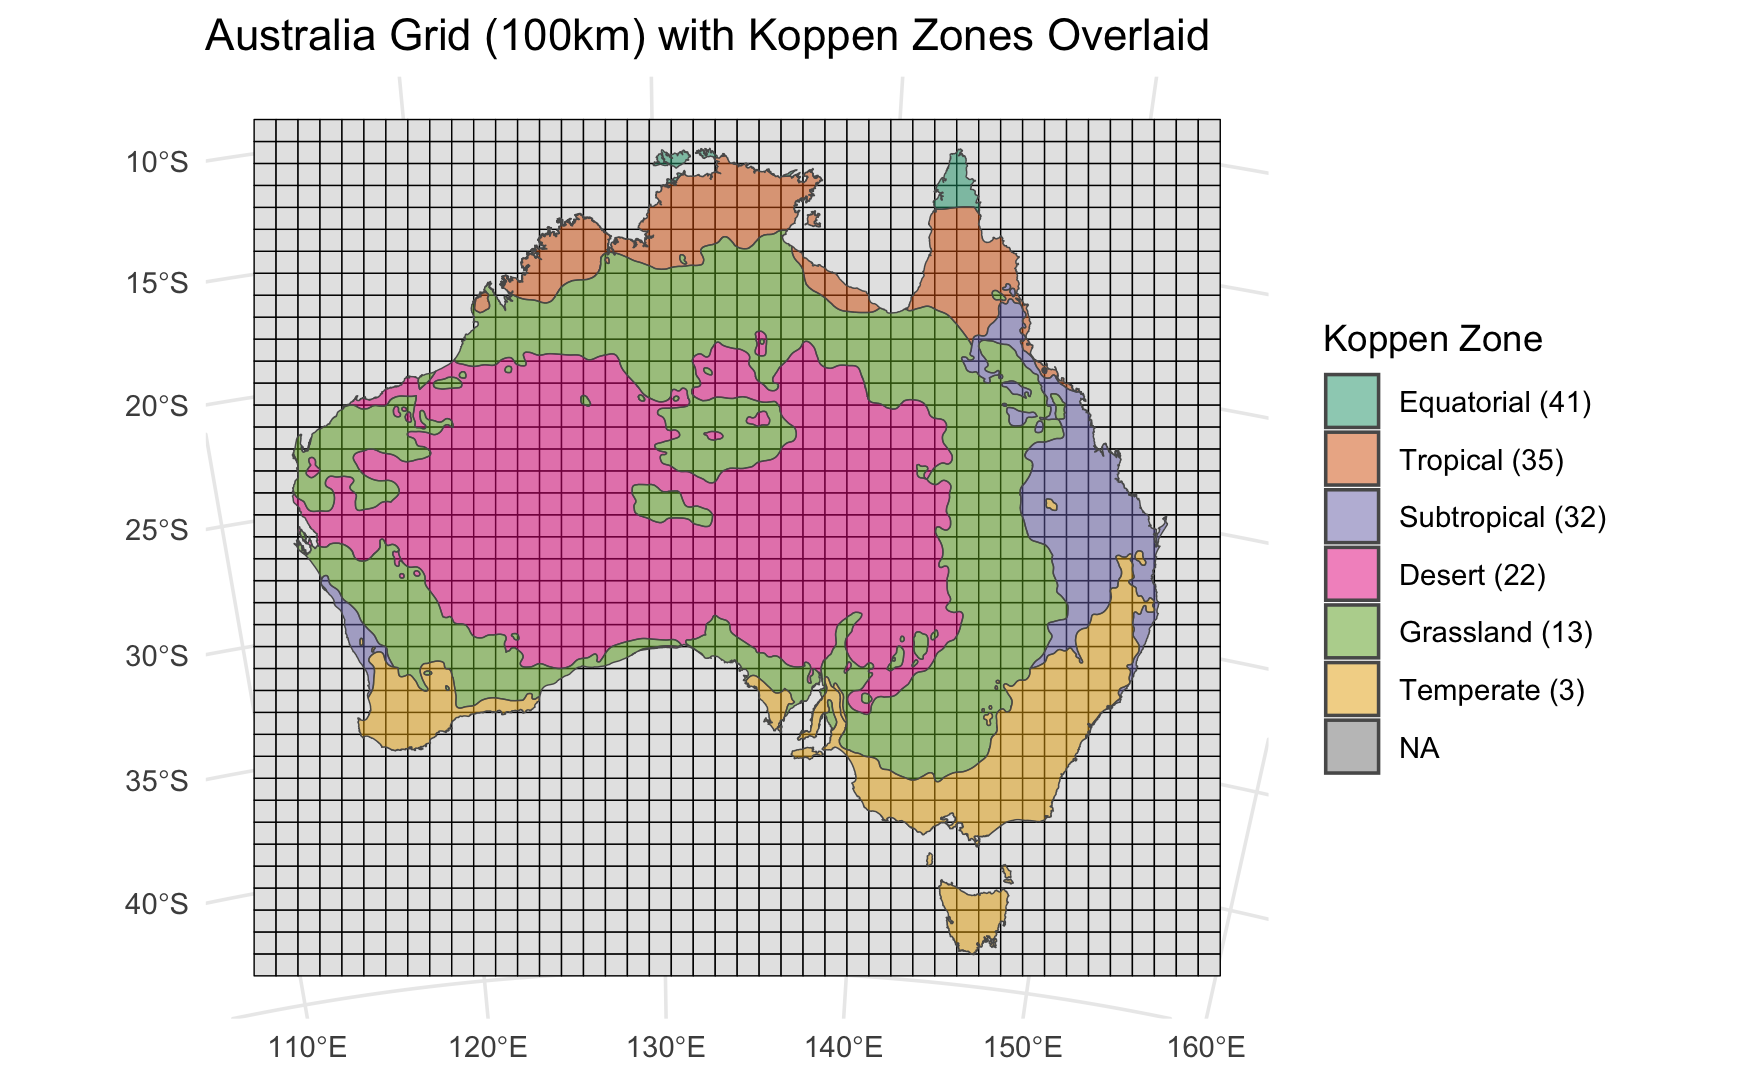 Australia Grid (100km) with Koppen Zones Overlaid
10°S
15°S
20°S
25°S
30°S
35°S
40°S
110°E
120°E
130°E
140°E
150°E
160°E
Koppen Zone
Equatorial (41)
Tropical (35)
Subtropical (32)
Desert (22)
Grassland (13)
Temperate (3)
NA